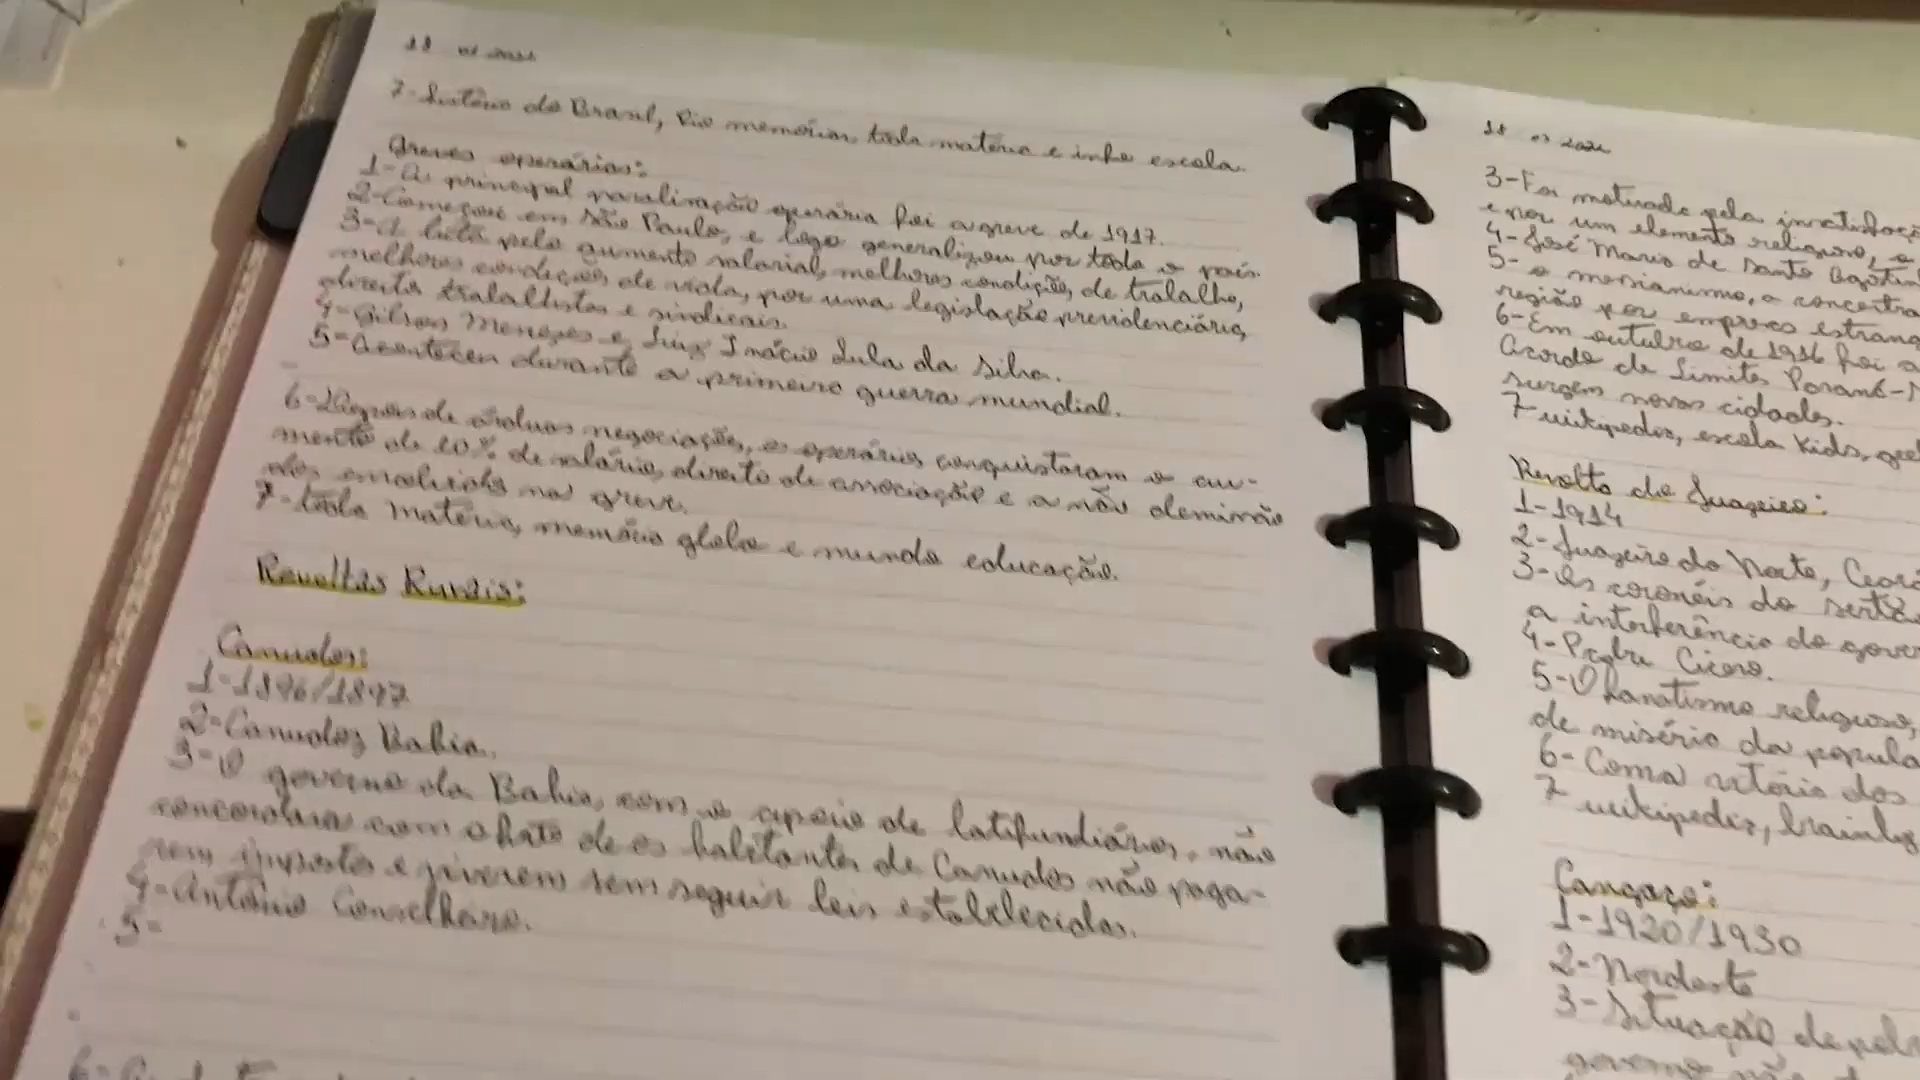 7-História do Brasil, Rio memórias, toda matéria e info escola.
Greves operárias:
1-A principal paralização operária foi a greve de 1917.
2-Começou em São Paulo, e logo generalizou por todo o país.
3-A luta pelo aumento salarial, melhores condições de trabalho,
melhores condições de vida, por uma legislação previdenciária,
direito trabalhistas e sindicais.
4-Gilson Menezes e Luiz Inácio Lula da Silva.
5-Aconteceu durante a primeira guerra mundial.
6-Depois de árduas negociações, os operários conquistaram o au-
mento de 20% de salário, direito de associação e a não demissão
dos envolvidos na greve.
7-toda matéria, memória globo e mundo educação.
Revoltas Rurais:
Canudos:
1-1896/1897
2-Canudos Bahia.
3-O governo da Bahia, com o apoio de latifundiários, não
concordava com o fato de os habitantes de Canudos não paga-
rem imposto e viverem sem seguir leis estabelecidas.
4-Antônio Conselheiro.
5-
6-
3-Foi motivada pela
e por um elemento religioso, o
4-José Maria de Santo
5-o messianismo, a
região por empresa
6-Em outubro de 1916 foi a
Acordo de Limites Paraná-
surgem novas cidades.
7-wikipedia, escola Kids,
Revolta de Juazeiro:
1-1914
2-Juazeiro do Norte, Ceará
3-Os coronéis do
a interferência do
4-Padre Cícero.
5-O fanatismo religioso,
de miséria da
6-Com a vitória dos
7 wikipedia,
Cangaço:
1-1920/1930
2-Nordeste
3-Situação de
governo não